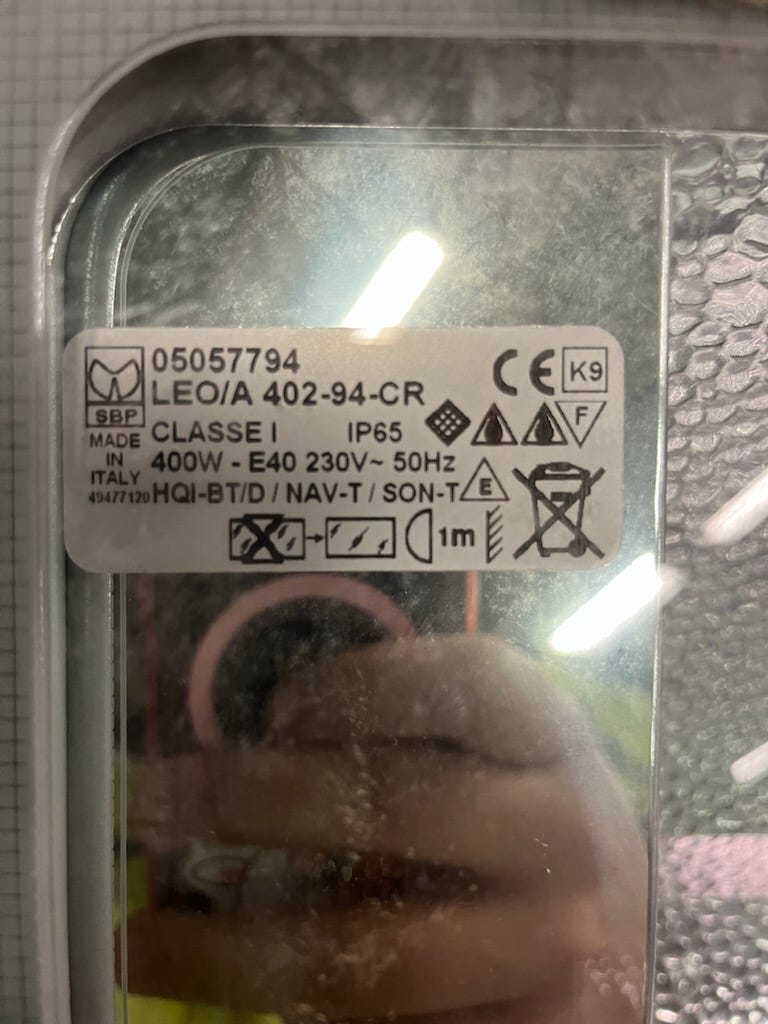 05057794
LEO/A 402-94-CR
CE K9
SBP
MADE IN ITALY
49477120
CLASSE I IP65
F
400W - E40 230V~ 50Hz
HQI-BT/D / NAV-T / SON-T
E
1m